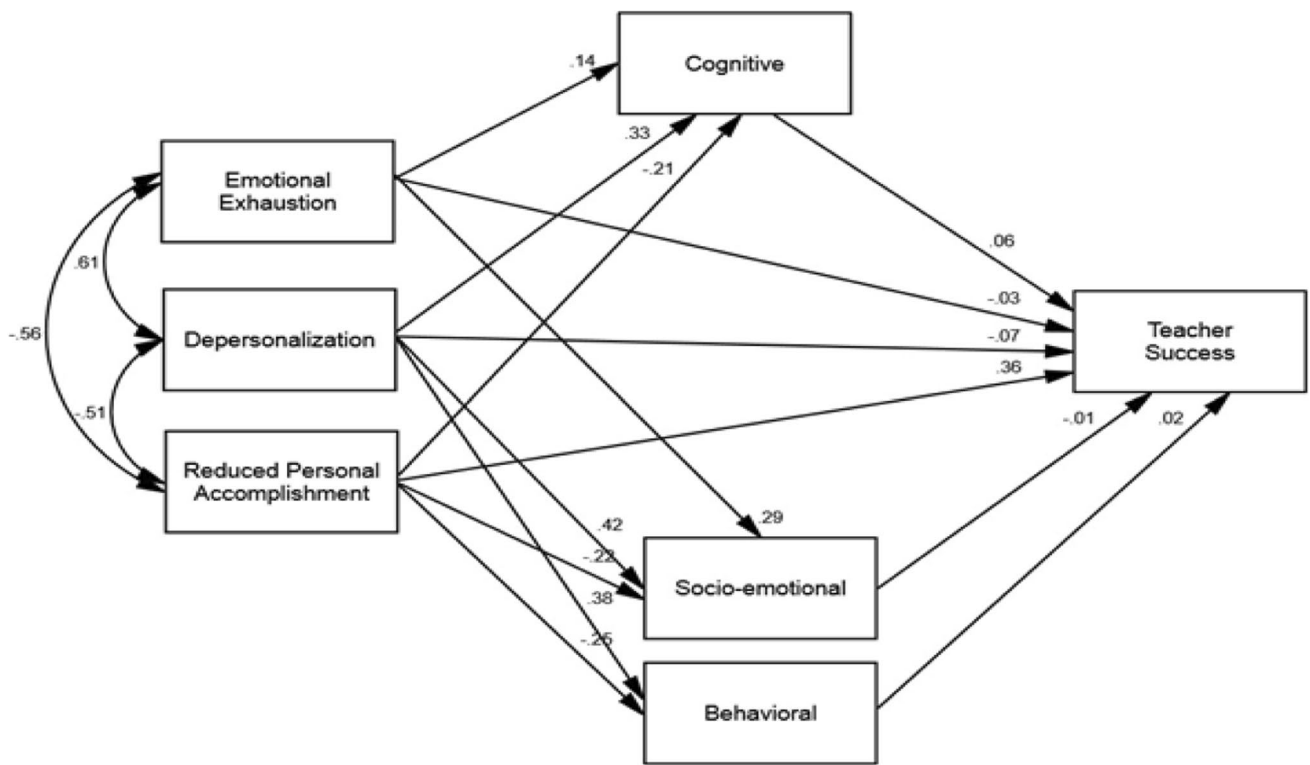 Cognitive
.14
.33
-.21
Emotional
Exhaustion
.61
.06
-.03
Teacher
Success
-.56
Depersonalization
-.07
.36
-.51
-.01
.02
Reduced Personal
Accomplishment
.42
.29
-.22
Socio-emotional
.38
-.25
Behavioral